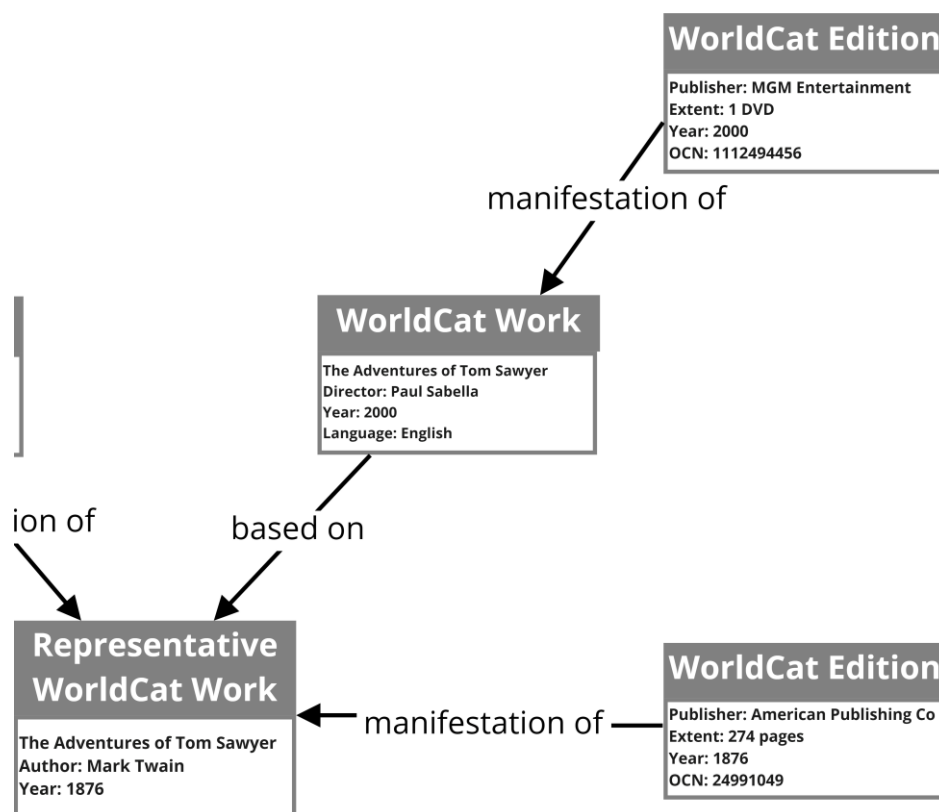 WorldCat Edition
Publisher: MGM Entertainment
Extent: 1 DVD
Year: 2000
OCN: 1112494456
manifestation of
WorldCat Work
The Adventures of Tom Sawyer
Director: Paul Sabella
Year: 2000
Language: English
of
based on
Representative
WorldCat Work
The Adventures of Tom Sawyer
Author: Mark Twain
Year: 1876
manifestation of
WorldCat Edition
Publisher: American Publishing Co
Extent: 274 pages
Year: 1876
OCN: 24991049